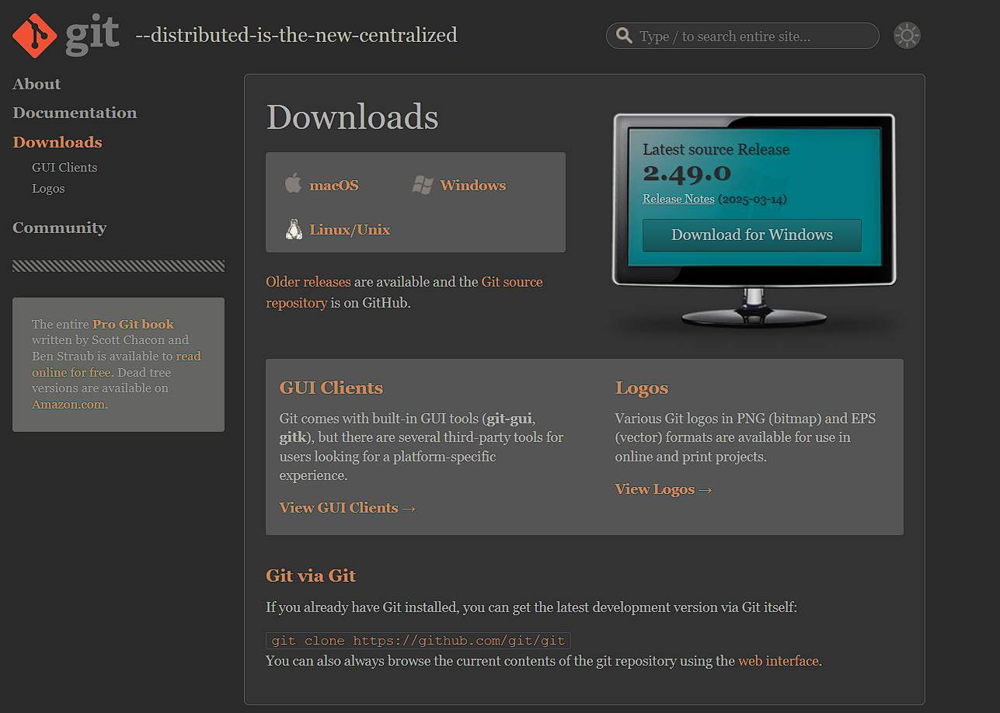 git --distributed-is-the-new-centralized
Type / to search entire site...
About
Documentation
Downloads
GUI Clients
Logos
Community
The entire Pro Git book
written by Scott Chacon and
Ben Straub is available to read
online for free. Dead tree
versions are available on
Amazon.com.
Downloads
macOS
Windows
Linux/Unix
Older releases are available and the Git source
repository is on GitHub.
Latest source Release
2.49.0
Release Notes (2025-03-14)
Download for Windows
GUI Clients
Git comes with built-in GUI tools (git-gui,
gitk), but there are several third-party tools for
users looking for a platform-specific
experience.
View GUI Clients →
Logos
Various Git logos in PNG (bitmap) and EPS
(vector) formats are available for use in
online and print projects.
View Logos →
Git via Git
If you already have Git installed, you can get the latest development version via Git itself:
git clone https://github.com/git/git
You can also always browse the current contents of the git repository using the web interface.